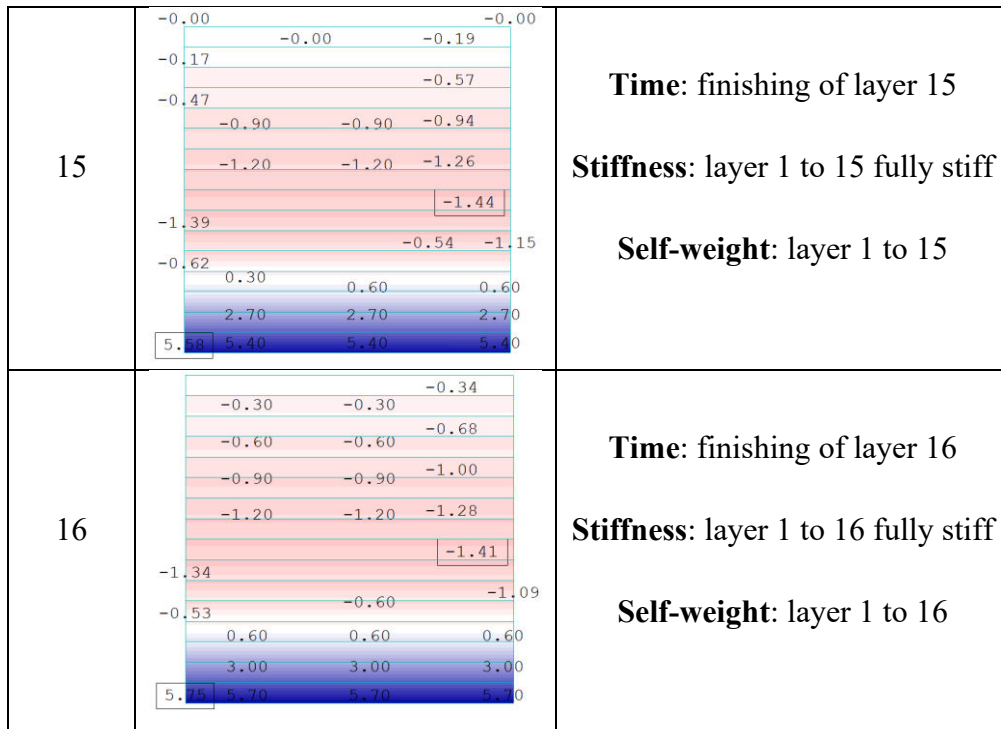 15
-0.00 -0.00
-0.00 -0.19
-0.17
-0.57
-0.47
-0.90 -0.90 -0.94
-1.20 -1.20 -1.26
-1.44
-1.39
-0.54 -1.15
-0.62
0.30
0.60 0.60
2.70 2.70 2.70
5.58 5.40 5.40 5.40
Time: finishing of layer 15
Stiffness: layer 1 to 15 fully stiff
Self-weight: layer 1 to 15
16
-0.34
-0.30 -0.30
-0.68
-0.60 -0.60
-1.00
-0.90 -0.90
-1.20 -1.20 -1.28
-1.41
-1.34
-1.09
-0.60
-0.53
0.60 0.60 0.60
3.00 3.00 3.00
5.75 5.70 5.70 5.70
Time: finishing of layer 16
Stiffness: layer 1 to 16 fully stiff
Self-weight: layer 1 to 16